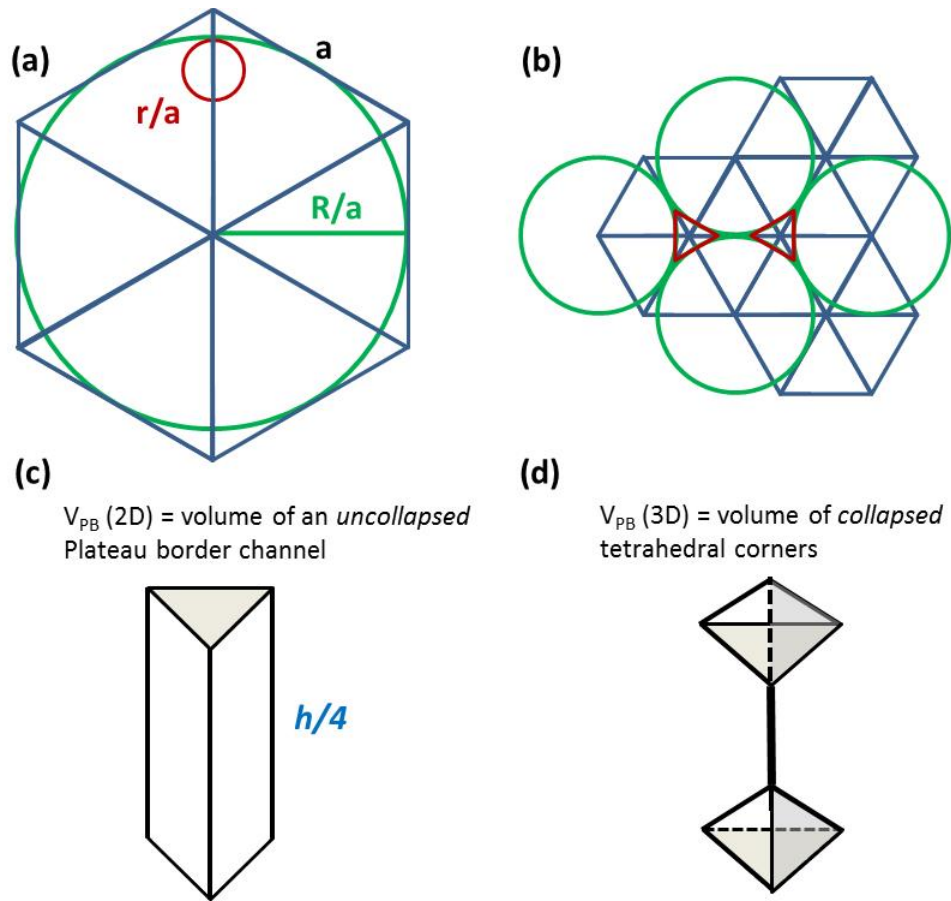 (a)
a
r/a
R/a
(b)
(c)
V_PB (2D) = volume of an uncollapsed
Plateau border channel
h/4
(d)
V_PB (3D) = volume of collapsed
tetrahedral corners